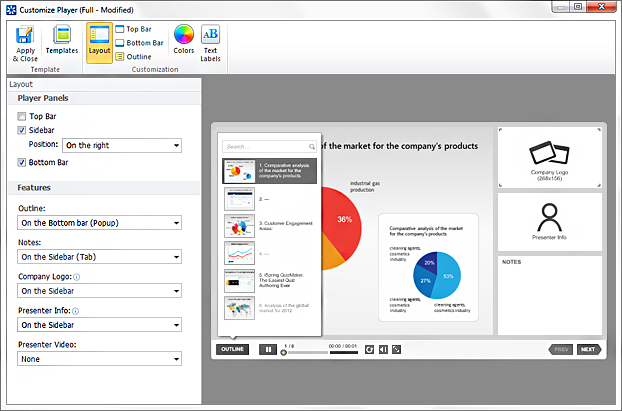 Customize Player (Full - Modified)
Apply
& Close
Templates
Layout
Top Bar
Bottom Bar
Outline
Colors
Text
Labels
Template
Customization
Layout
Player Panels
Top Bar
Sidebar
Position:
On the right
Bottom Bar
Features
Outline:
On the Bottom bar (Popup)
Notes:
On the Sidebar (Tab)
Company Logo:
On the Sidebar
Presenter Info:
On the Sidebar
Presenter Video:
None
Search...
1. Comparative analysis
of the market for the
company's products
2. ---
3. Customer Engagement
Areas:
4. ---
5. iSpring QuizMaker.
The Easiest Quiz
Authoring Ever
6. Analysis of the global
market for 2012
of the market for the company's products
industrial gas
production
36%
Comparative analysis of the market
for the company's products
cleaning agents,
cosmetics
industry
20%
27%
53%
cleaning agents,
cosmetics industry
cleaning agents,
cosmetics industry
Company Logo
(268x156)
Presenter Info
NOTES
OUTLINE
1 / 6
00:00 / 00:01
PREV
NEXT